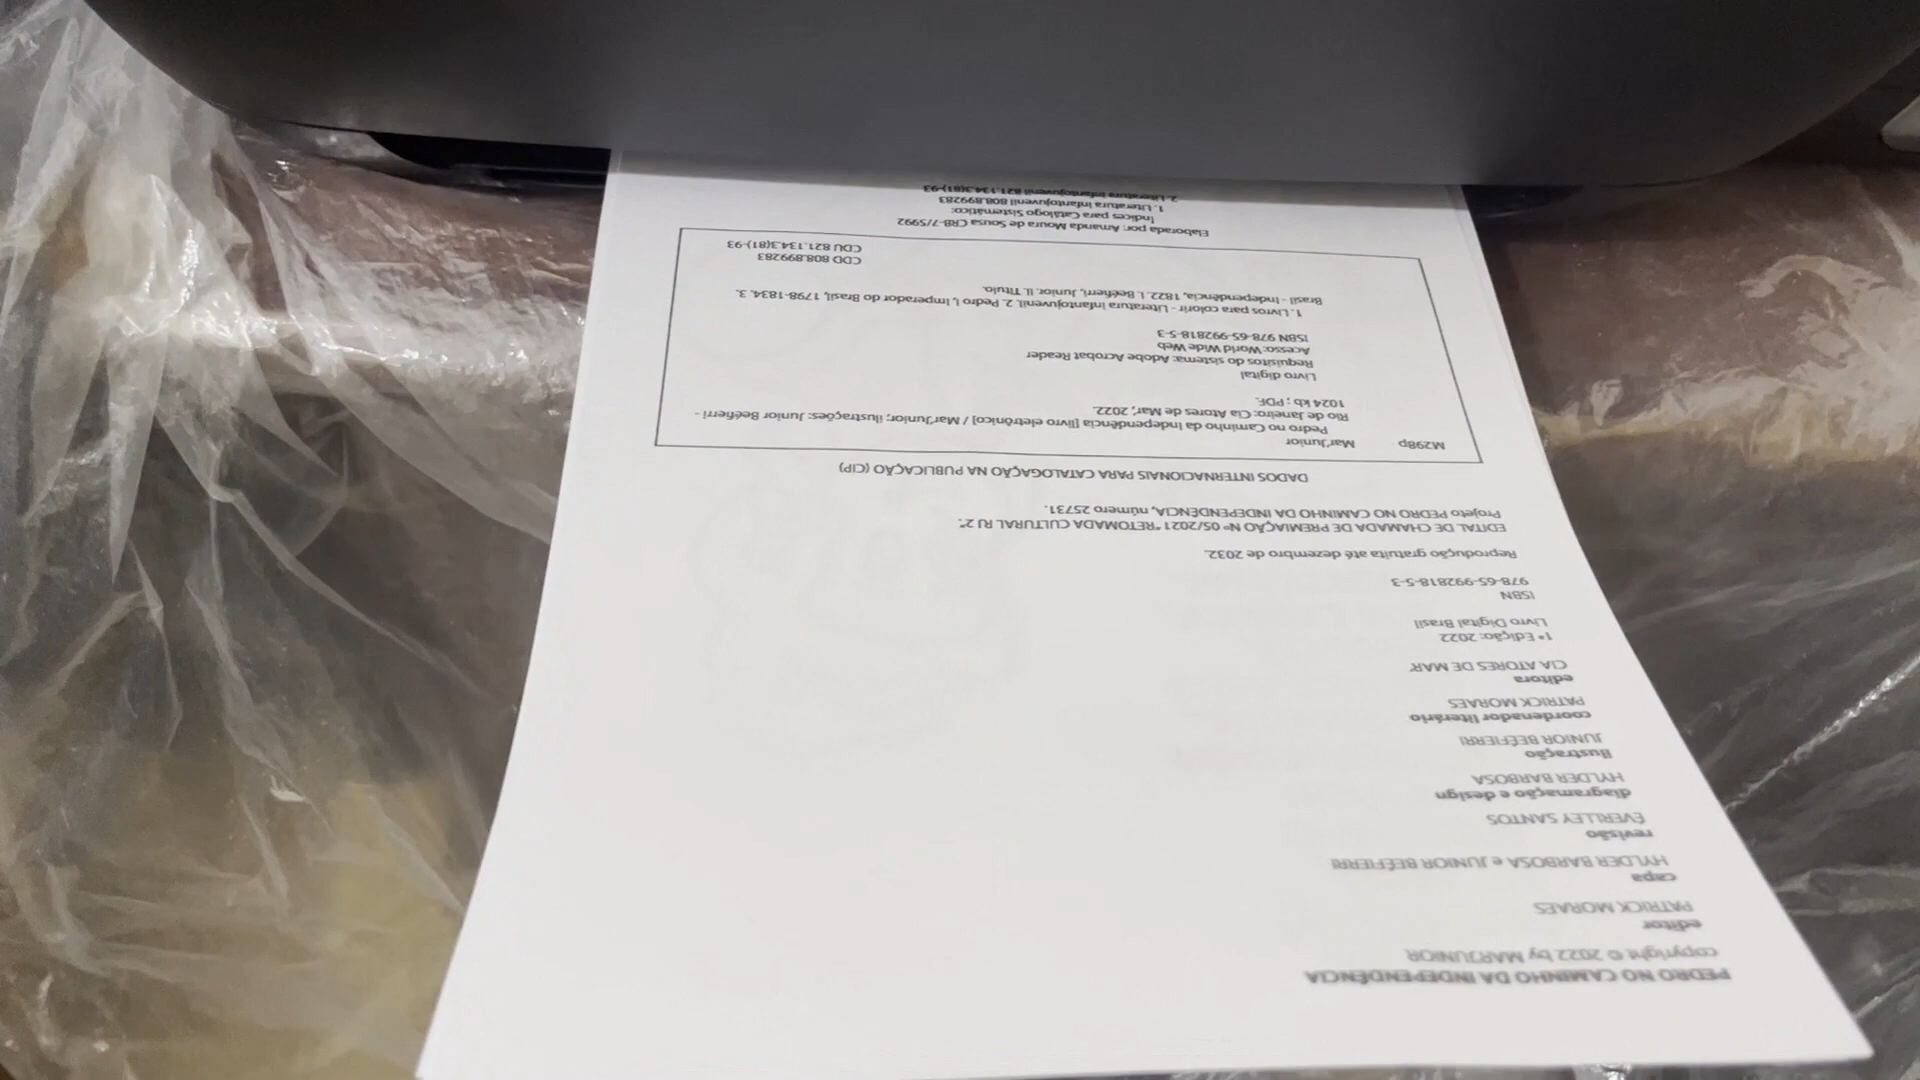 PEDRO NO CAMINHO DA INDEPENDÊNCIA
copyright © 2022 by MAR'JUNIOR
editor
PATRICK MORAES
capa
HYLDER BARBOSA e JUNIOR BEÉFIERRI
revisão
EVERLLEY SANTOS
diagramação e design
HYLDER BARBOSA
ilustração
JUNIOR BEÉFIERRI
coordenador literário
PATRICK MORAES
editora
CIA ATORES DE MAR'
1ª Edição: 2022
Livro Digital Brasil
ISBN
978-65-992818-5-3
Reprodução gratuita até dezembro de 2032.
EDITAL DE CHAMADA DE PREMIAÇÃO Nº 05/2021 "RETOMADA CULTURAL RJ 2".
Projeto PEDRO NO CAMINHO DA INDEPENDÊNCIA, número 25731.
DADOS INTERNACIONAIS PARA CATALOGAÇÃO NA PUBLICAÇÃO (CIP)
M298p Mar'Junior
Pedro no Caminho da Independência [livro eletrônico] / Mar'Junior; ilustrações: Junior Beéfierri -
Rio de Janeiro: Cia Atores de Mar', 2022.
1024 kb ; PDF.
Livro digital
Requisitos do sistema: Adobe Acrobat Reader
Acesso: World Wide Web
ISBN 978-65-992818-5-3
1. Livros para colorir - Literatura infantojuvenil. 2. Pedro I, Imperador do Brasil, 1798-1834. 3.
Brasil - Independência, 1822. I. Beéfierri, Junior. II. Título.
CDD 808.899283
CDU 821.134.3(81)-93
Elaborada por: Amanda Moura de Sousa CRB-7/5992
Índices para Catálogo Sistemático:
1. Literatura infantojuvenil 808.899283
2. Literatura infantojuvenil 821.134.3(81)-93